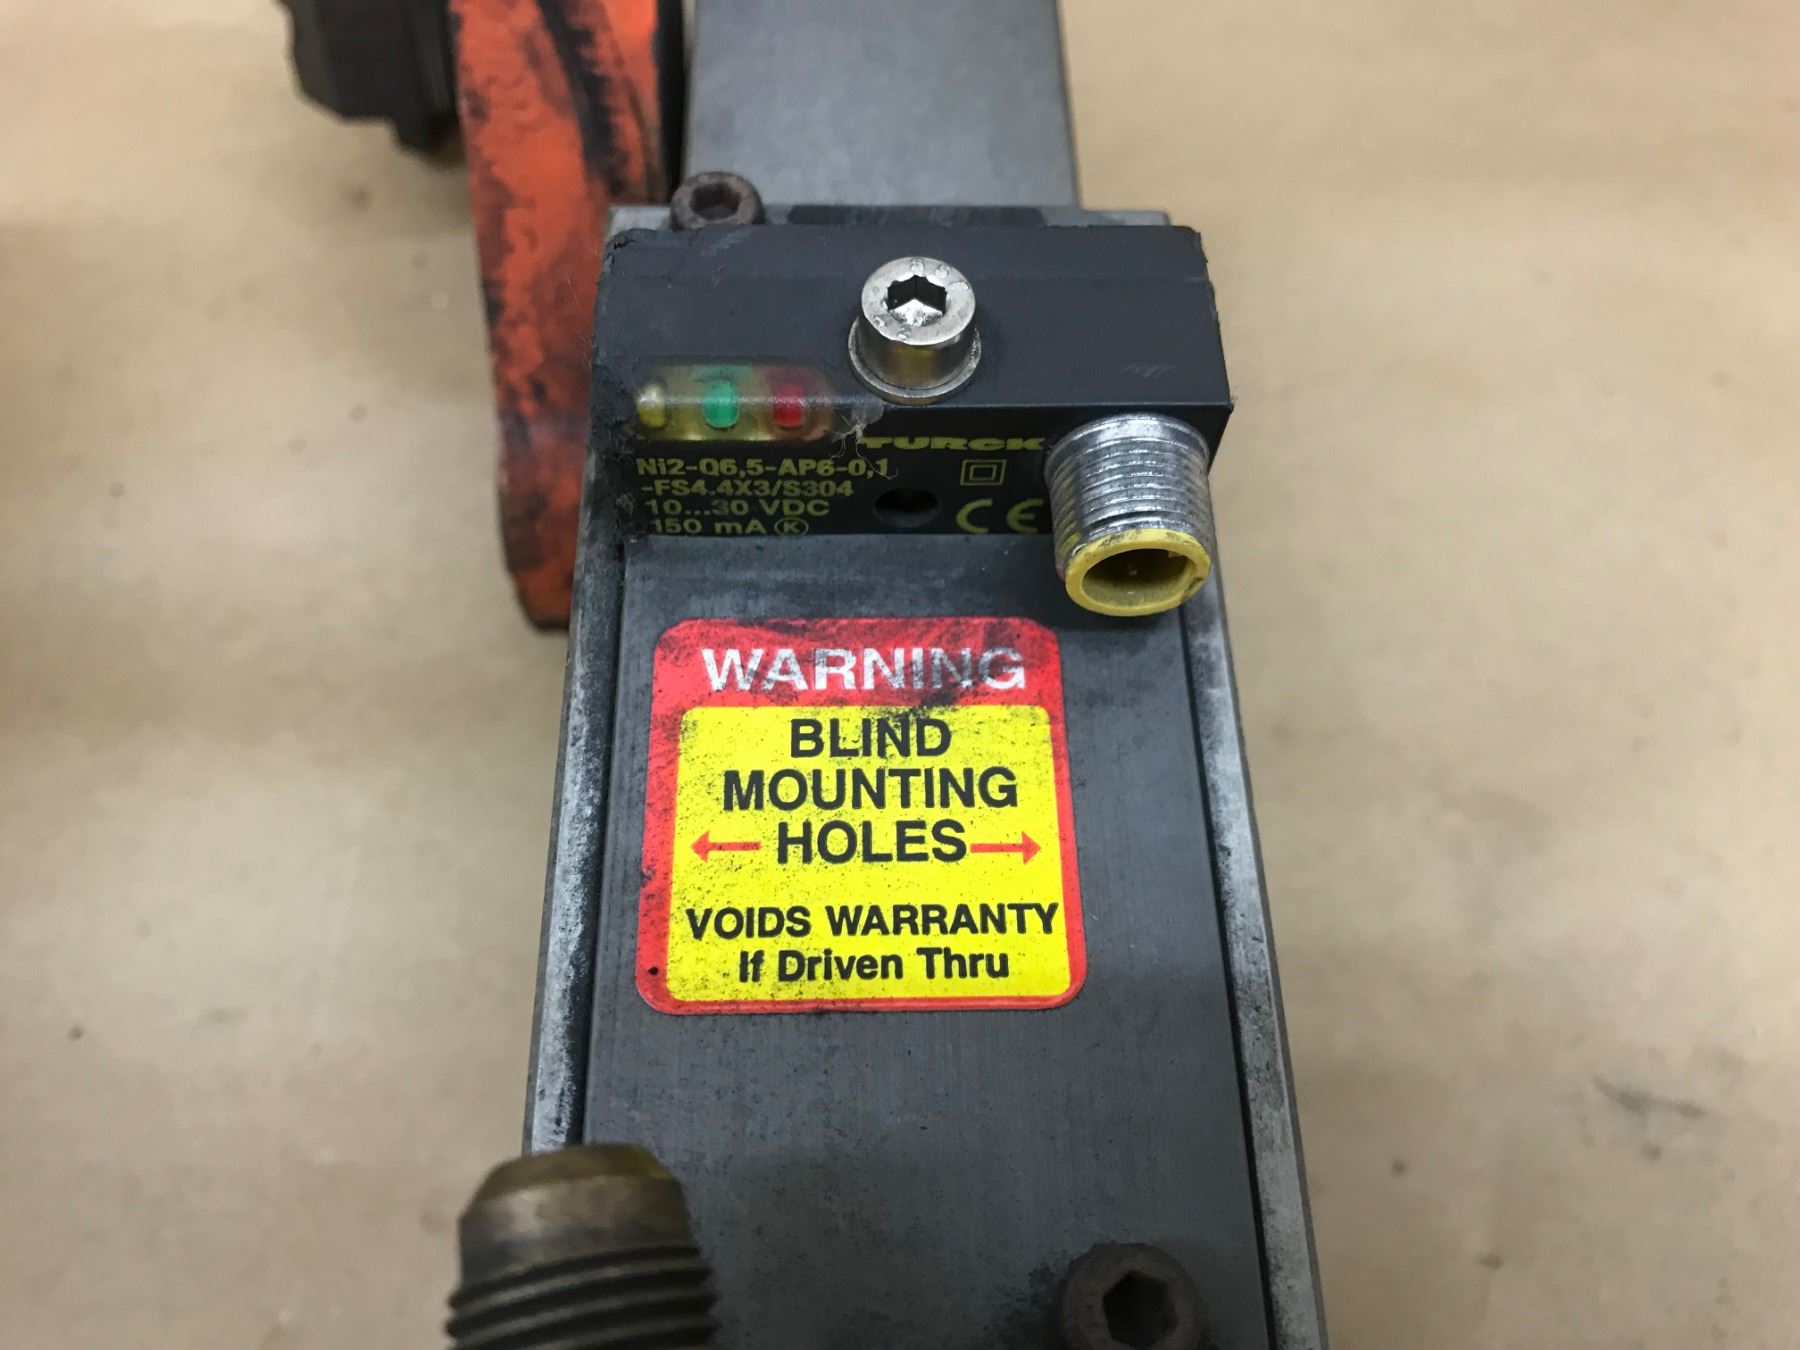 TURCK
Ni2-Q6,5-AP6-0,1
-FS4.4X3/S304
10...30 VDC
150 mA K
CE
WARNING
BLIND
MOUNTING
HOLES
VOIDS WARRANTY
If Driven Thru